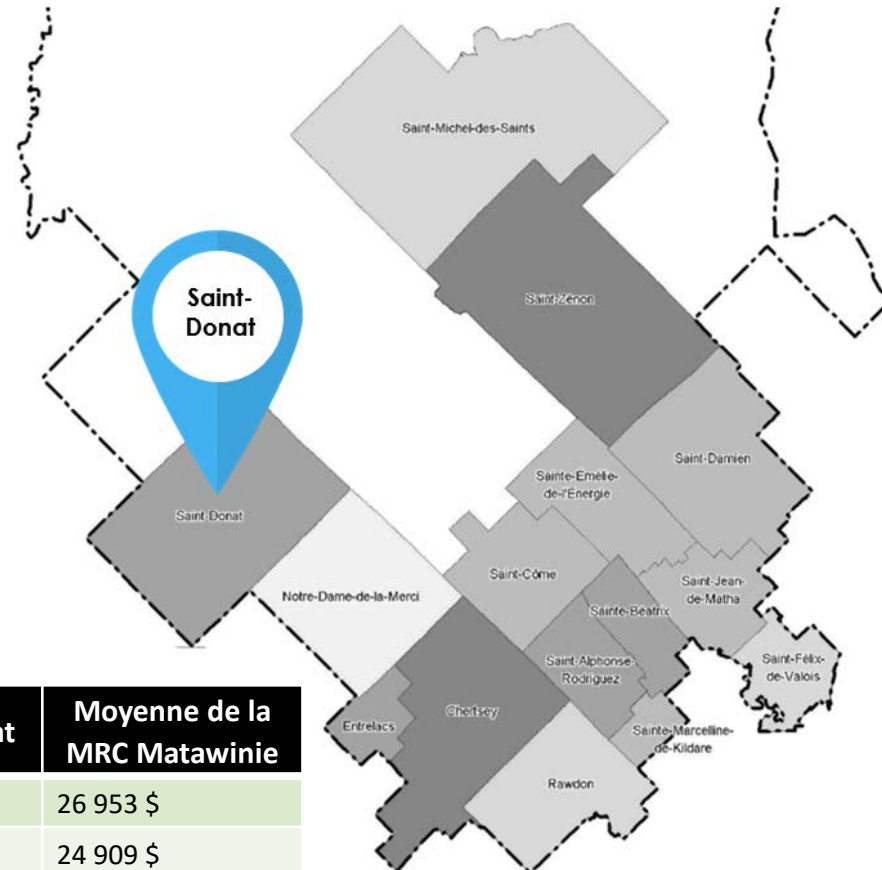 Saint-Michel-des-Saints
Saint-Zénon
Saint-
Donat
Saint-Damien
Sainte-Émélie-
de-l'Énergie
Saint-Donat
Saint-Côme
Saint-Jean-
de-Matha
Notre-Dame-de-la-Merci
Sainte-Béatrix
Saint-Alphonse-
Rodriguez
Saint-Félix-
de-Valois
Entrelacs
Chertsey
Sainte-Marcelline-
de-Kildare
Rawdon
Moyenne de la
MRC Matawinie
26 953 $
24 909 $